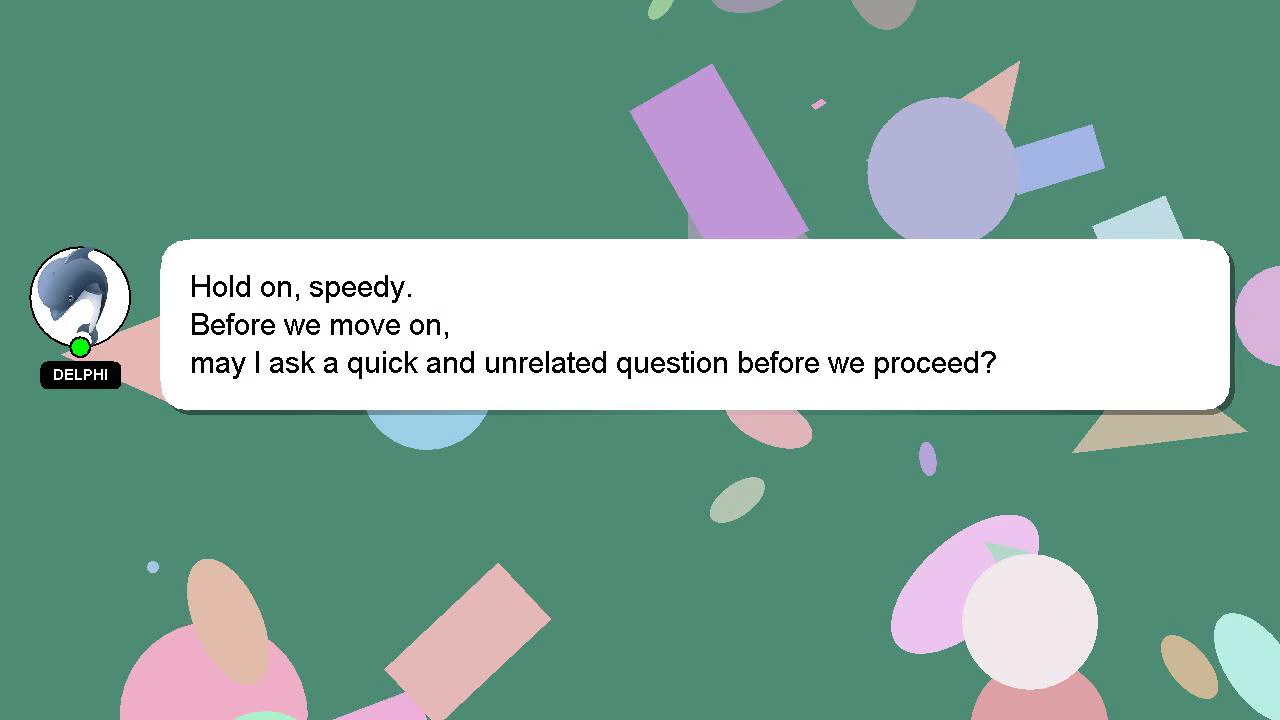 Hold on, speedy.
Before we move on,
may I ask a quick and unrelated question before we proceed?
DELPHI